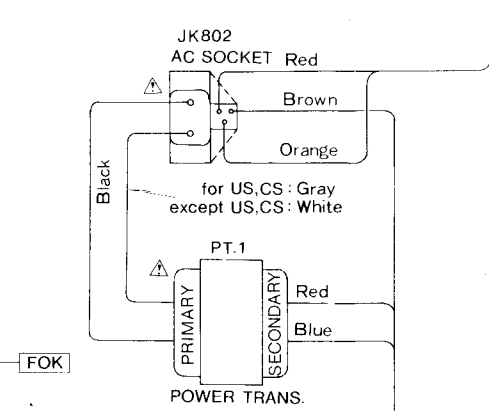 JK802
AC SOCKET
Red
Brown
Orange
Black
for US,CS : Gray
except US,CS : White
PT.1
PRIMARY
SECONDARY
Red
Blue
FOK
POWER TRANS.